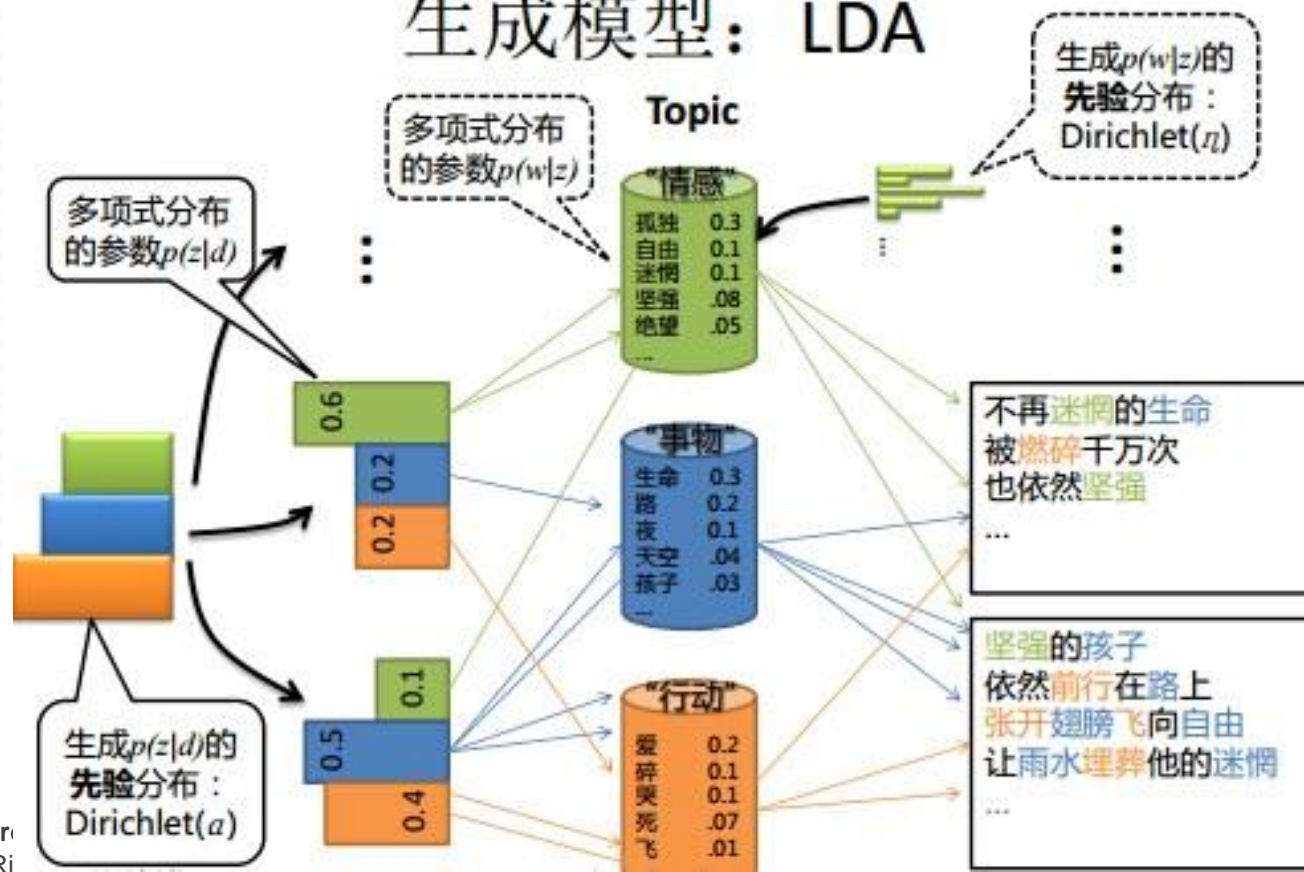 生成模型：LDA
Topic
生成p(w|z)的
先验分布：
Dirichlet(η)
多项式分布
的参数p(w|z)
多项式分布
的参数p(z|d)
⋮
"情感"
孤独 0.3
自由 0.1
迷惘 0.1
坚强 .08
绝望 .05
...
⋮
⋮
0.6
0.2
0.2
"事物"
生命 0.3
路 0.2
夜 0.1
天空 .04
孩子 .03
...
不再迷惘的生命
被燃碎千万次
也依然坚强
...
0.1
0.5
0.4
"行动"
爱 0.2
碎 0.1
哭 0.1
死 .07
飞 .01
坚强的孩子
依然前行在路上
张开翅膀飞向自由
让雨水埋葬他的迷惘
...
生成p(z|d)的
先验分布：
Dirichlet(a)
Ri